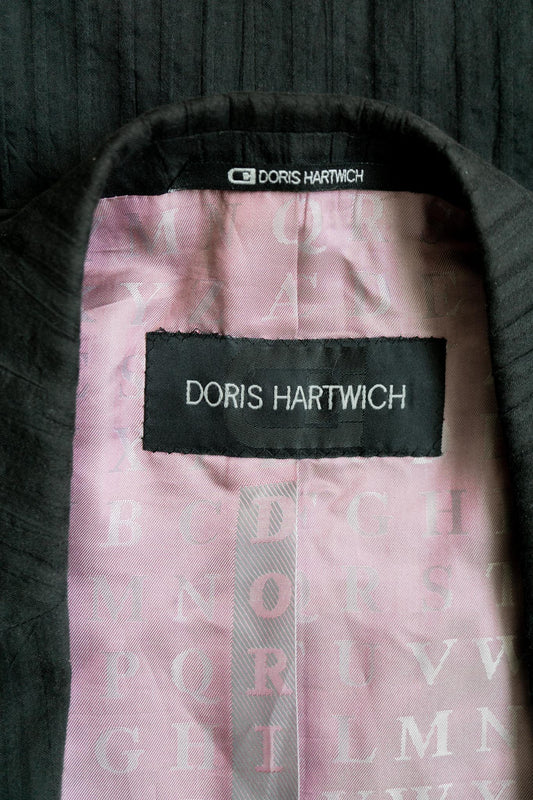 DORIS HARTWICH
M Q R
Y Z A D E
DORIS HARTWICH
X
B C D G H
M N O R S T
P Q R U V W
G H I L M N